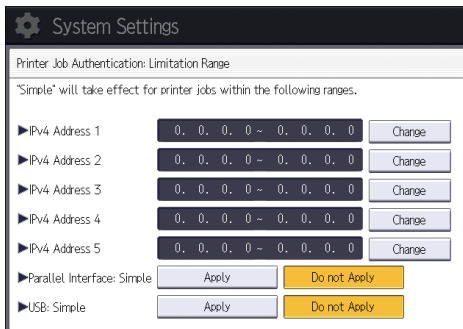 System Settings
Printer Job Authentication: Limitation Range
"Simple" will take effect for printer jobs within the following ranges.
▶IPv4 Address 1 0. 0. 0. 0 ~ 0. 0. 0. 0 Change
▶IPv4 Address 2 0. 0. 0. 0 ~ 0. 0. 0. 0 Change
▶IPv4 Address 3 0. 0. 0. 0 ~ 0. 0. 0. 0 Change
▶IPv4 Address 4 0. 0. 0. 0 ~ 0. 0. 0. 0 Change
▶IPv4 Address 5 0. 0. 0. 0 ~ 0. 0. 0. 0 Change
▶Parallel Interface: Simple Apply Do not Apply
▶USB: Simple Apply Do not Apply